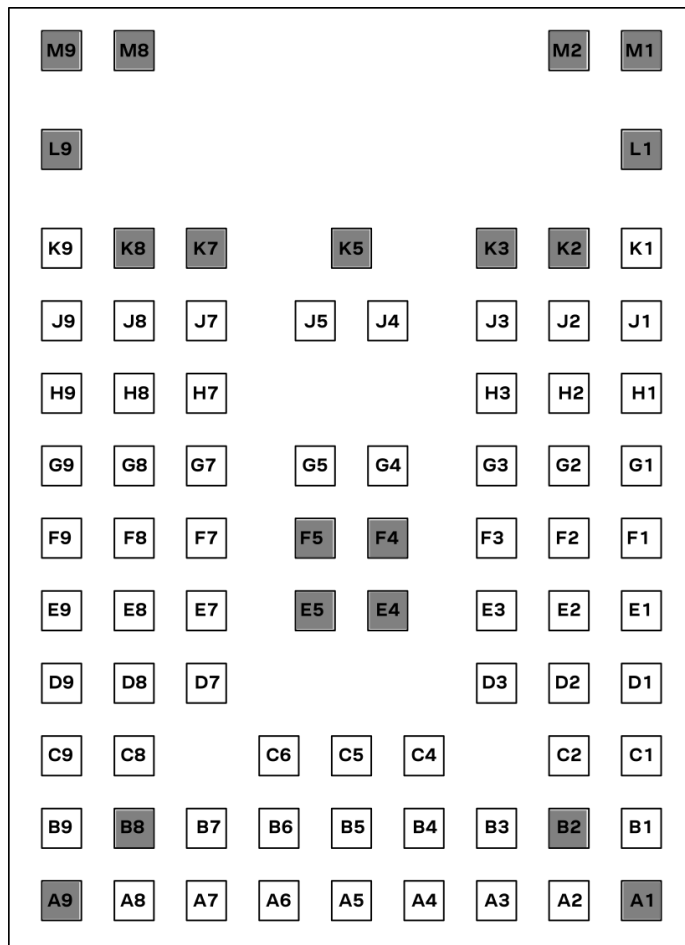 M9 M8 M2 M1
L9 L1
K9 K8 K7 K5 K3 K2 K1
J9 J8 J7 J5 J4 J3 J2 J1
H9 H8 H7 H3 H2 H1
G9 G8 G7 G5 G4 G3 G2 G1
F9 F8 F7 F5 F4 F3 F2 F1
E9 E8 E7 E5 E4 E3 E2 E1
D9 D8 D7 D3 D2 D1
C9 C8 C6 C5 C4 C2 C1
B9 B8 B7 B6 B5 B4 B3 B2 B1
A9 A8 A7 A6 A5 A4 A3 A2 A1